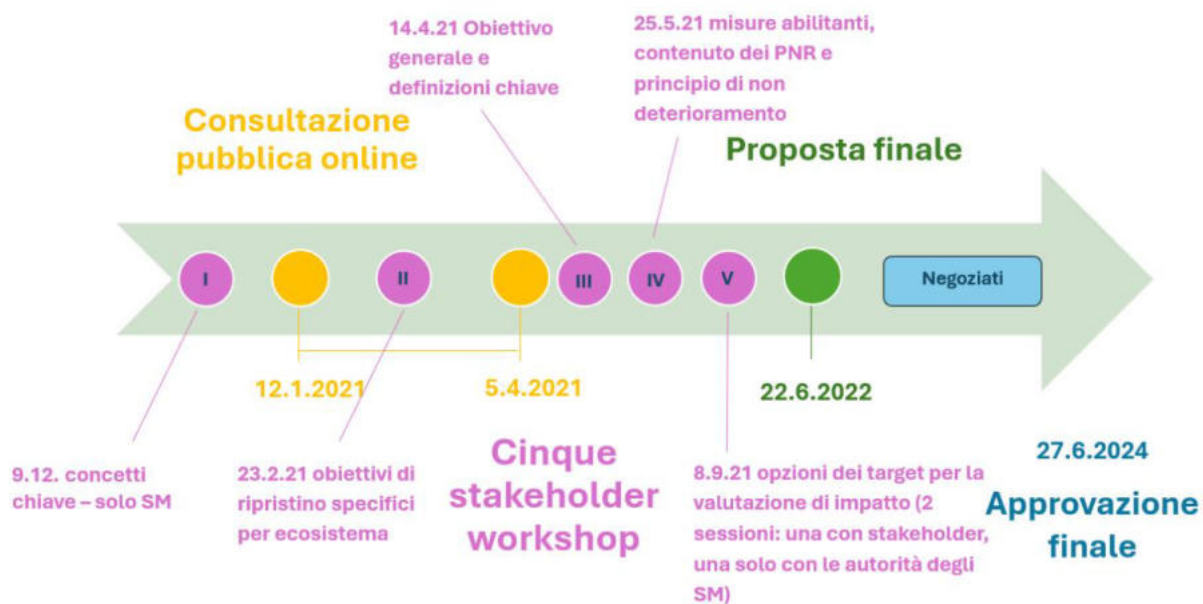 14.4.21 Obiettivo
generale e
definizioni chiave
25.5.21 misure abilitanti,
contenuto dei PNR e
principio di non
deterioramento
Consultazione
pubblica online
Proposta finale
I
II
III
IV
V
Negoziati
12.1.2021
5.4.2021
22.6.2022
9.12. concetti
chiave – solo SM
23.2.21 obiettivi di
ripristino specifici
per ecosistema
Cinque
stakeholder
workshop
8.9.21 opzioni dei target per la
valutazione di impatto (2
sessioni: una con stakeholder,
una solo con le autorità degli
SM)
27.6.2024
Approvazione
finale